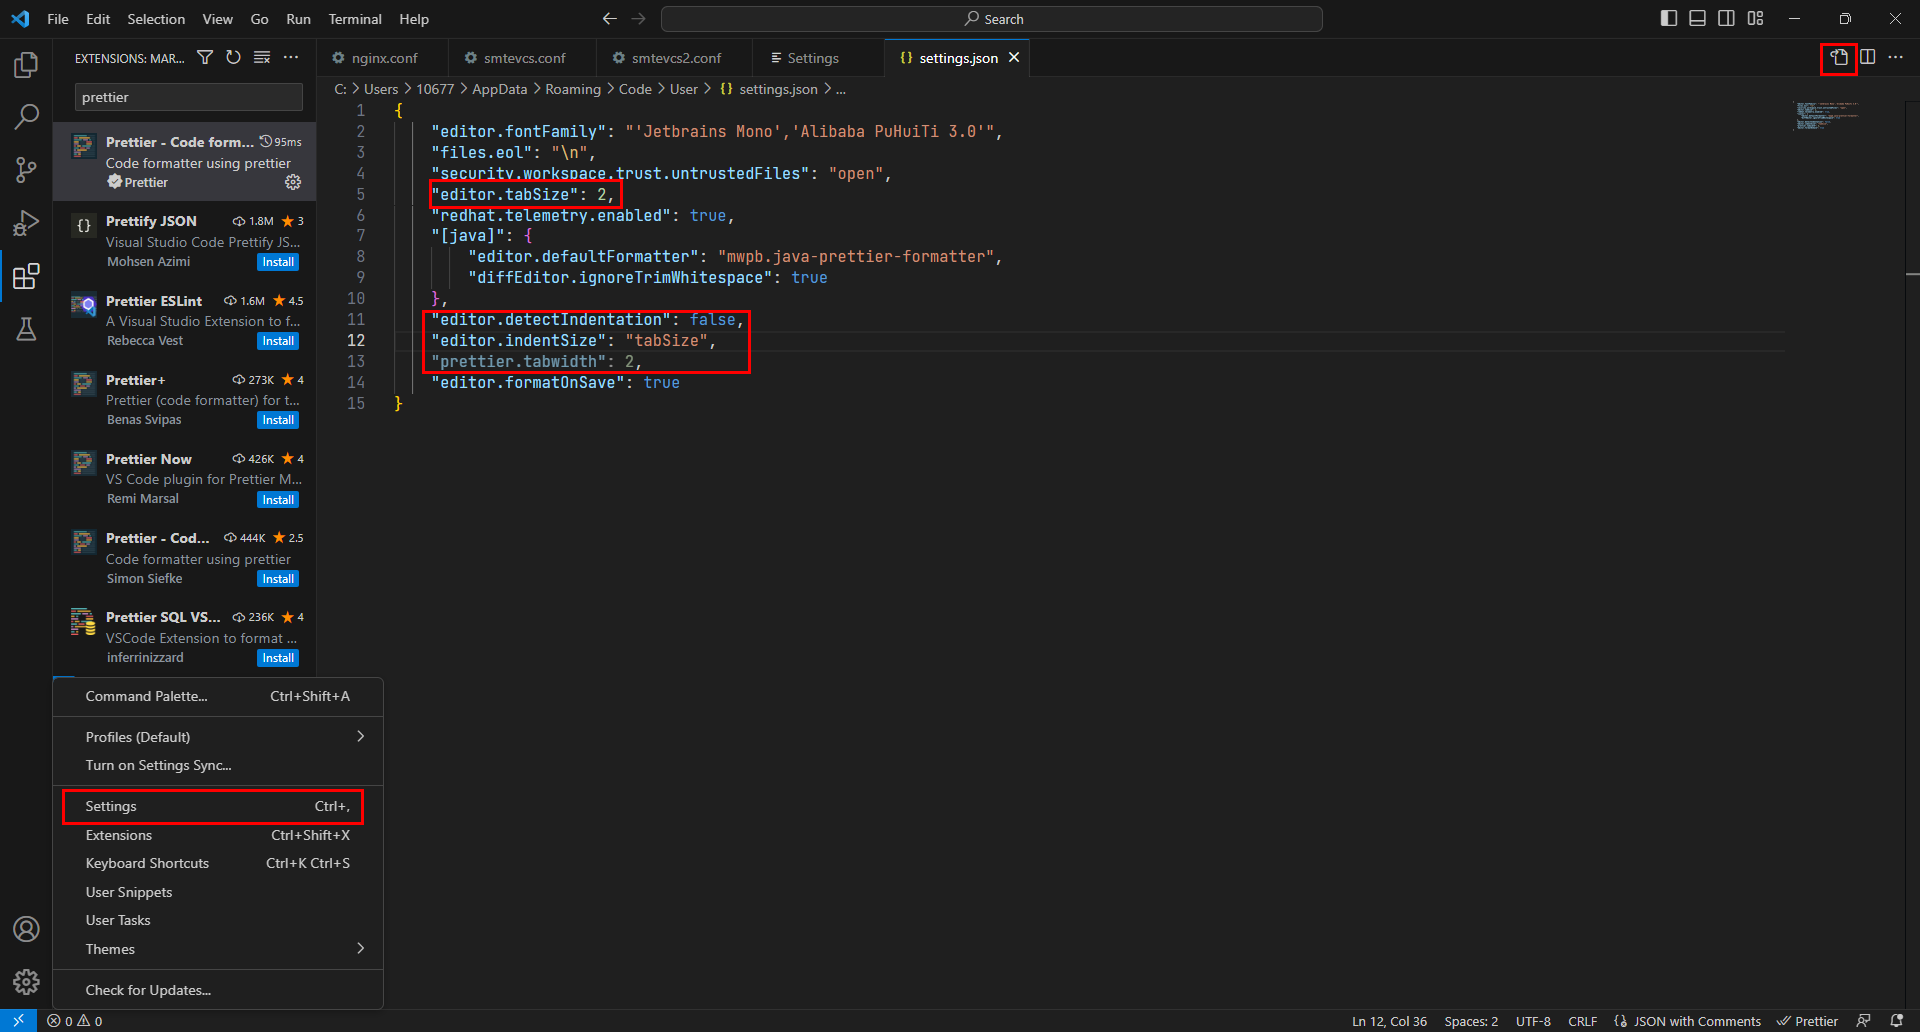 File Edit Selection View Go Run Terminal Help
Search
EXTENSIONS: MAR...
nginx.conf smtevcs.conf smtevcs2.conf Settings {} settings.json
prettier
C: > Users > 10677 > AppData > Roaming > Code > User > {} settings.json > ...
Prettier - Code form... 95ms
Code formatter using prettier
Prettier
Prettify JSON 1.8M 3
Visual Studio Code Prettify JS...
Mohsen Azimi Install
Prettier ESLint 1.6M 4.5
A Visual Studio Extension to f...
Rebecca Vest Install
Prettier+ 273K 4
Prettier (code formatter) for t...
Benas Svipas Install
Prettier Now 426K 4
VS Code plugin for Prettier M...
Remi Marsal Install
Prettier - Cod... 444K 2.5
Code formatter using prettier
Simon Siefke Install
Prettier SQL VS... 236K 4
VSCode Extension to format ...
inferrinizzard Install
1 {
2 "editor.fontFamily": "'Jetbrains Mono','Alibaba PuHuiTi 3.0'",
3 "files.eol": "\n",
4 "security.workspace.trust.untrustedFiles": "open",
5 "editor.tabSize": 2,
6 "redhat.telemetry.enabled": true,
7 "[java]": {
8 "editor.defaultFormatter": "mwpb.java-prettier-formatter",
9 "diffEditor.ignoreTrimWhitespace": true
10 },
11 "editor.detectIndentation": false,
12 "editor.indentSize": "tabSize",
13 "prettier.tabwidth": 2,
14 "editor.formatOnSave": true
15 }
Command Palette... Ctrl+Shift+A
Profiles (Default)
Turn on Settings Sync...
Settings Ctrl+,
Extensions Ctrl+Shift+X
Keyboard Shortcuts Ctrl+K Ctrl+S
User Snippets
User Tasks
Themes
Check for Updates...
0 0 Ln 12, Col 36 Spaces: 2 UTF-8 CRLF {} JSON with Comments Prettier